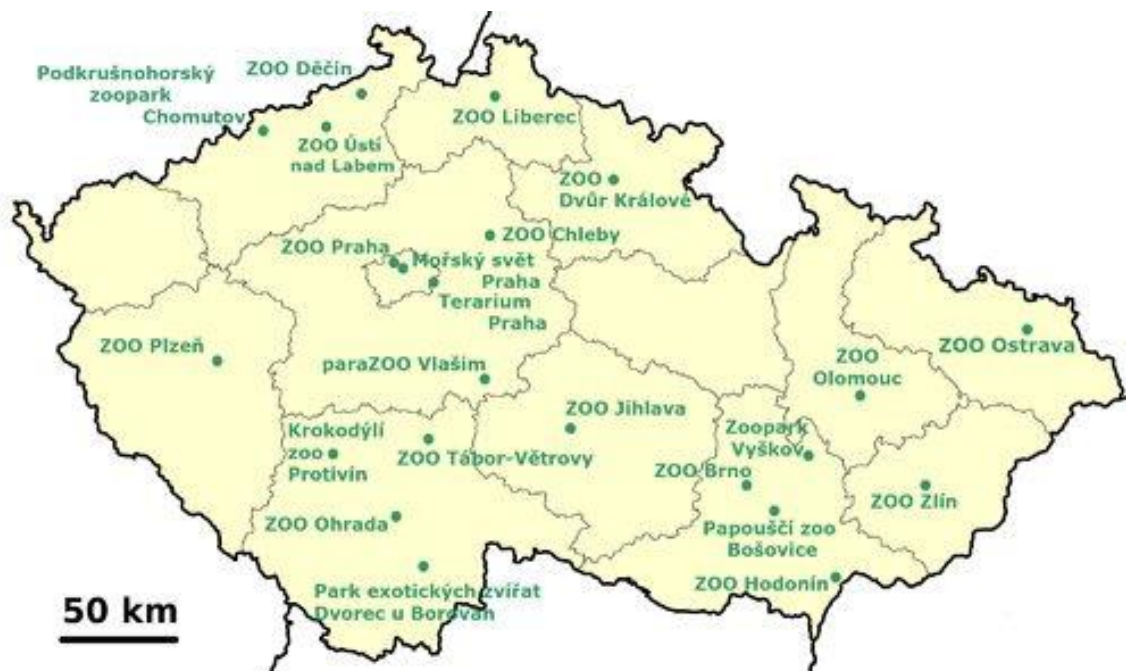 Podkrušnohorský
zoopark
Chomutov
ZOO Děčín
ZOO Ústí
nad Labem
ZOO Liberec
ZOO
Dvůr Králové
ZOO Chleby
ZOO Praha
Mořský svět
Praha
Terarium
Praha
ZOO Plzeň
paraZOO Vlašim
ZOO Ostrava
ZOO
Olomouc
ZOO Jihlava
Krokodýlí
zoo
Protivín
ZOO Tábor-Větrovy
Zoopark
Vyškov
ZOO Brno
ZOO Zlín
ZOO Ohrada
Papouščí zoo
Bošovice
Park exotických zvířat
Dvorec u Borovan
ZOO Hodonín
50 km